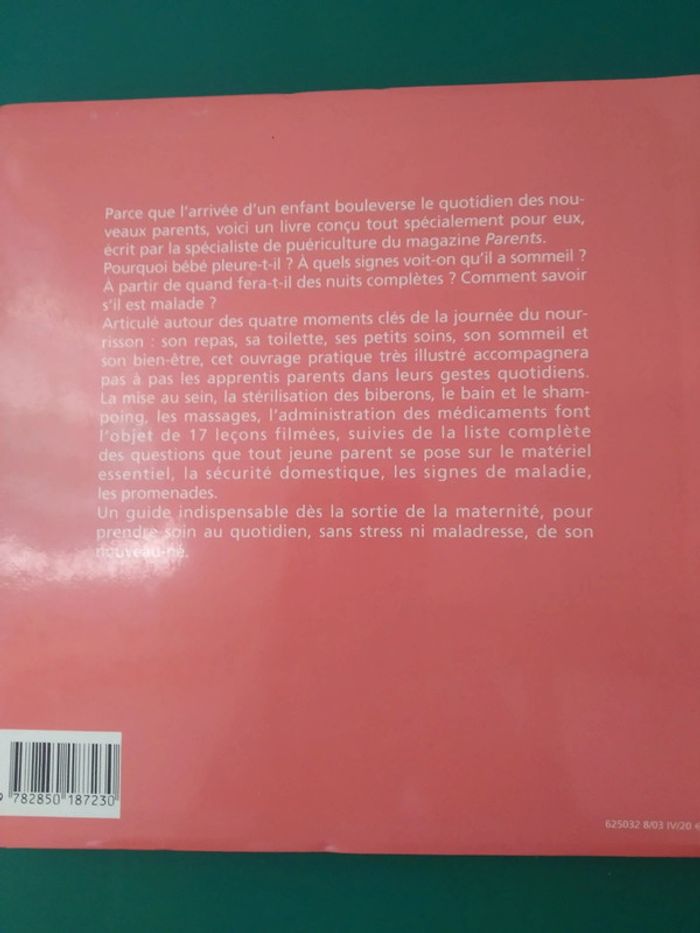 Parce que l'arrivée d'un enfant bouleverse le quotidien des nou-
veaux parents, voici un livre conçu tout spécialement pour eux,
écrit par la spécialiste de puériculture du magazine Parents.
Pourquoi bébé pleure-t-il ? À quels signes voit-on qu'il a sommeil ?
À partir de quand fera-t-il des nuits complètes ? Comment savoir
s'il est malade ?
Articulé autour des quatre moments clés de la journée du nour-
risson : son repas, sa toilette, ses petits soins, son sommeil et
son bien-être, cet ouvrage pratique très illustré accompagnera
pas à pas les apprentis parents dans leurs gestes quotidiens.
La mise au sein, la stérilisation des biberons, le bain et le sham-
poing, les massages, l'administration des médicaments font
l'objet de 17 leçons filmées, suivies de la liste complète
des questions que tout jeune parent se pose sur le matériel
essentiel, la sécurité domestique, les signes de maladie,
les promenades.
Un guide indispensable dès la sortie de la maternité, pour
prendre soin au quotidien, sans stress ni maladresse, de son
nouveau-né.
9 782850 187230
625032 8/03 IV/20 €